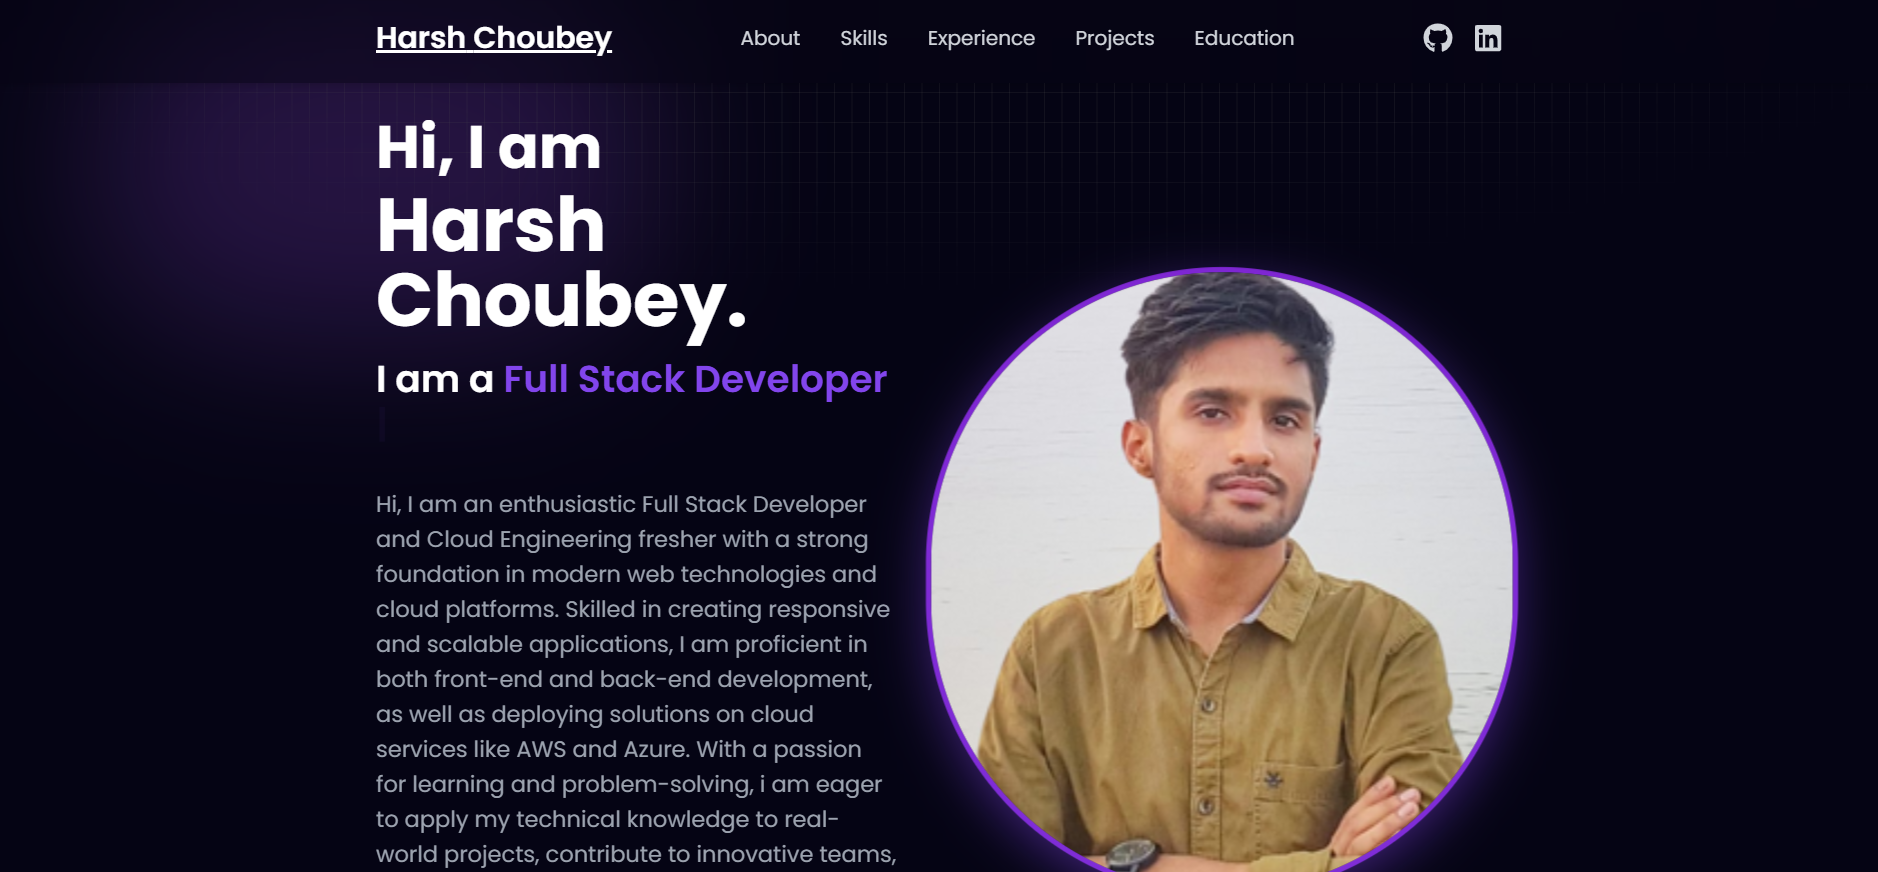 Harsh Choubey
About Skills Experience Projects Education
Hi, I am
Harsh
Choubey.
I am a Full Stack Developer
Hi, I am an enthusiastic Full Stack Developer
and Cloud Engineering fresher with a strong
foundation in modern web technologies and
cloud platforms. Skilled in creating responsive
and scalable applications, I am proficient in
both front-end and back-end development,
as well as deploying solutions on cloud
services like AWS and Azure. With a passion
for learning and problem-solving, i am eager
to apply my technical knowledge to real-
world projects, contribute to innovative teams,